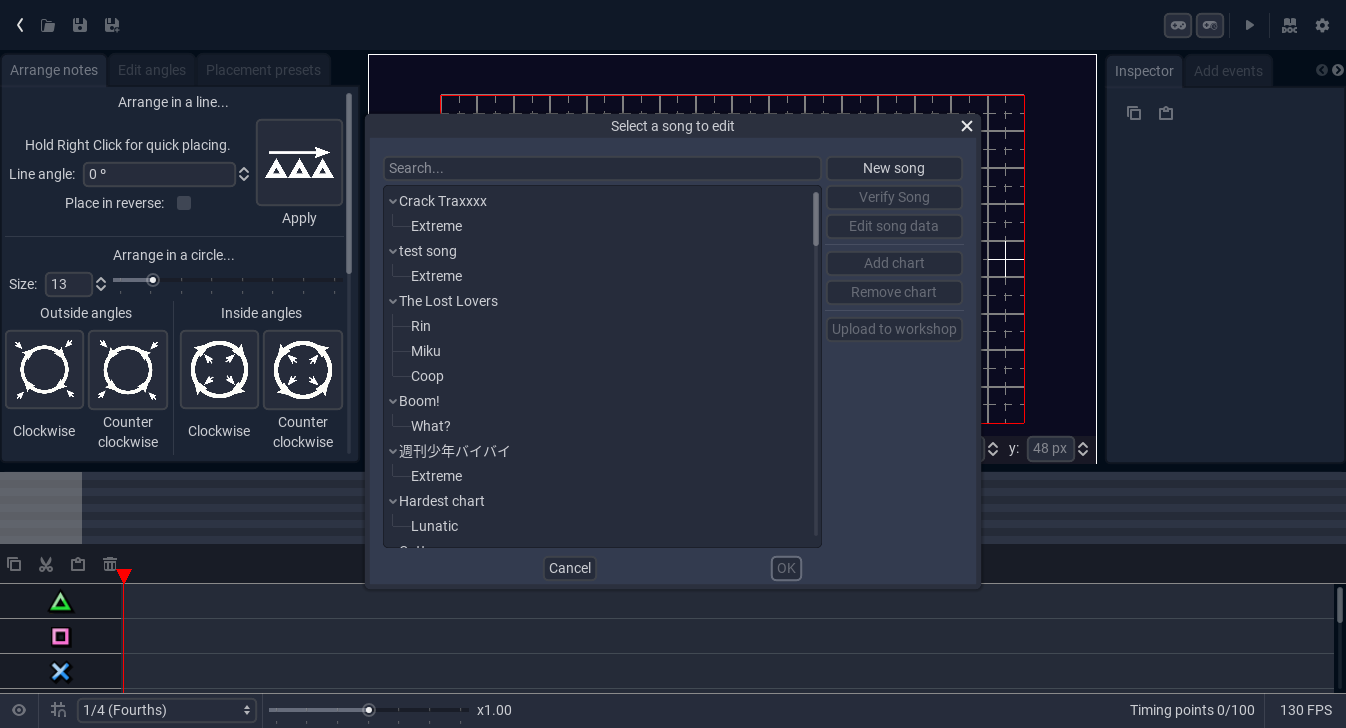 DOC
Arrange notes
Edit angles
Placement presets
Arrange in a line...
Hold Right Click for quick placing.
Line angle:
0 º
Place in reverse:
Apply
Arrange in a circle...
Size:
13
Outside angles
Inside angles
Clockwise
Counter
clockwise
Clockwise
Counter
clockwise
Select a song to edit
Search...
Crack Traxxxx
Extreme
test song
Extreme
The Lost Lovers
Rin
Miku
Coop
Boom!
What?
週刊少年バイバイ
Extreme
Hardest chart
Lunatic
New song
Verify Song
Edit song data
Add chart
Remove chart
Upload to workshop
Cancel
OK
Inspector
Add events
y:
48 px
1/4 (Fourths)
x1.00
Timing points 0/100
130 FPS